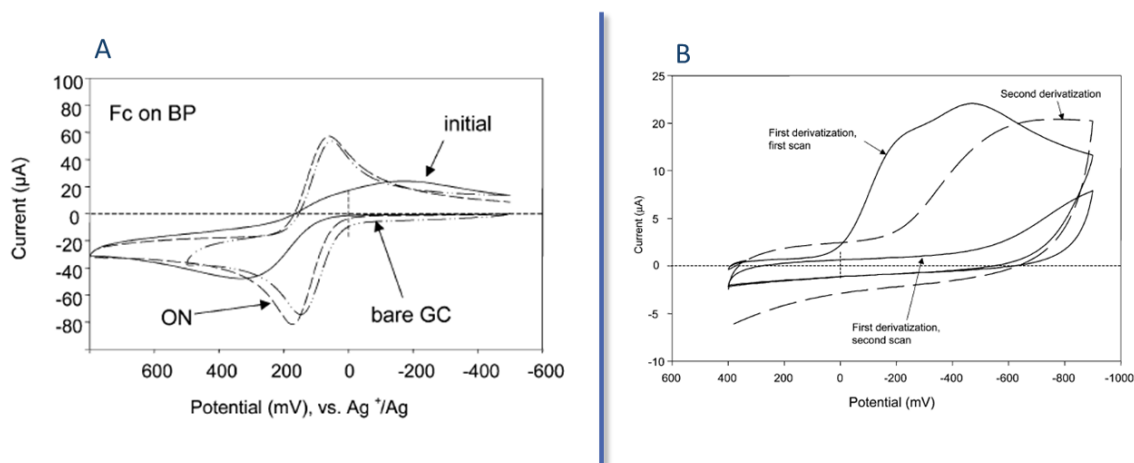 A
Fc on BP
initial
ON
bare GC
100
80
60
40
20
0
-20
-40
-60
-80
Current (µA)
600 400 200 0 -200 -400 -600
Potential (mV), vs. Ag +/Ag
B
Second derivatization
First derivatization,
first scan
First derivatization,
second scan
25
20
10
5
0
-5
-10
Current (µA)
600 400 200 0 -200 -400 -600 -800 -1000
Potential (mV)